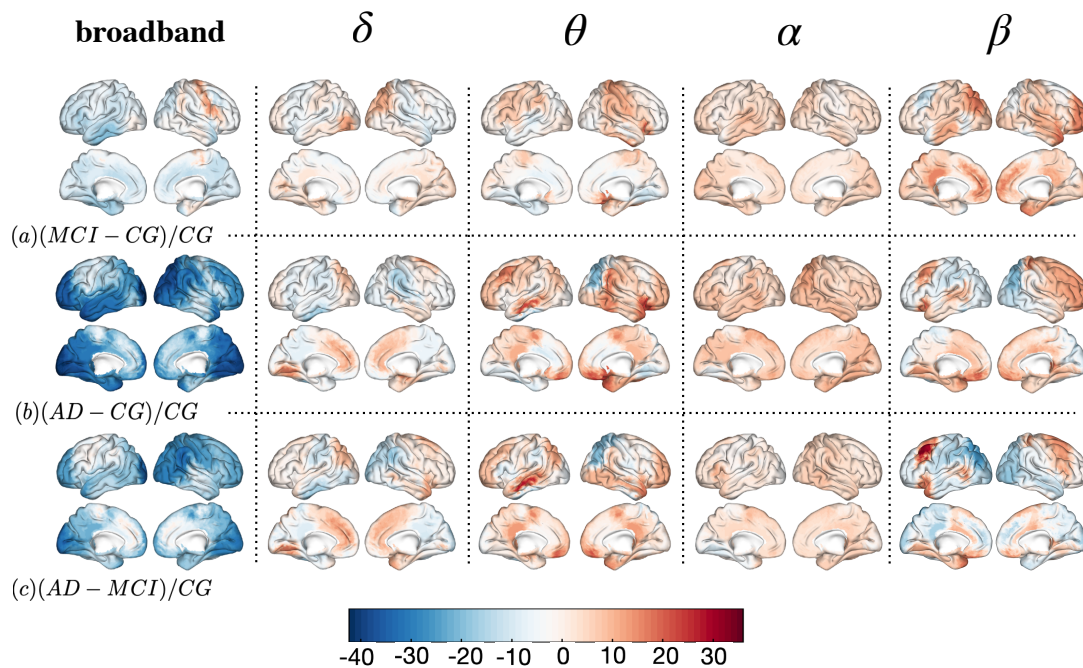 broadband δ θ α β
(a)(MCI − CG)/CG
(b)(AD − CG)/CG
(c)(AD − MCI)/CG
-40 -30 -20 -10 0 10 20 30